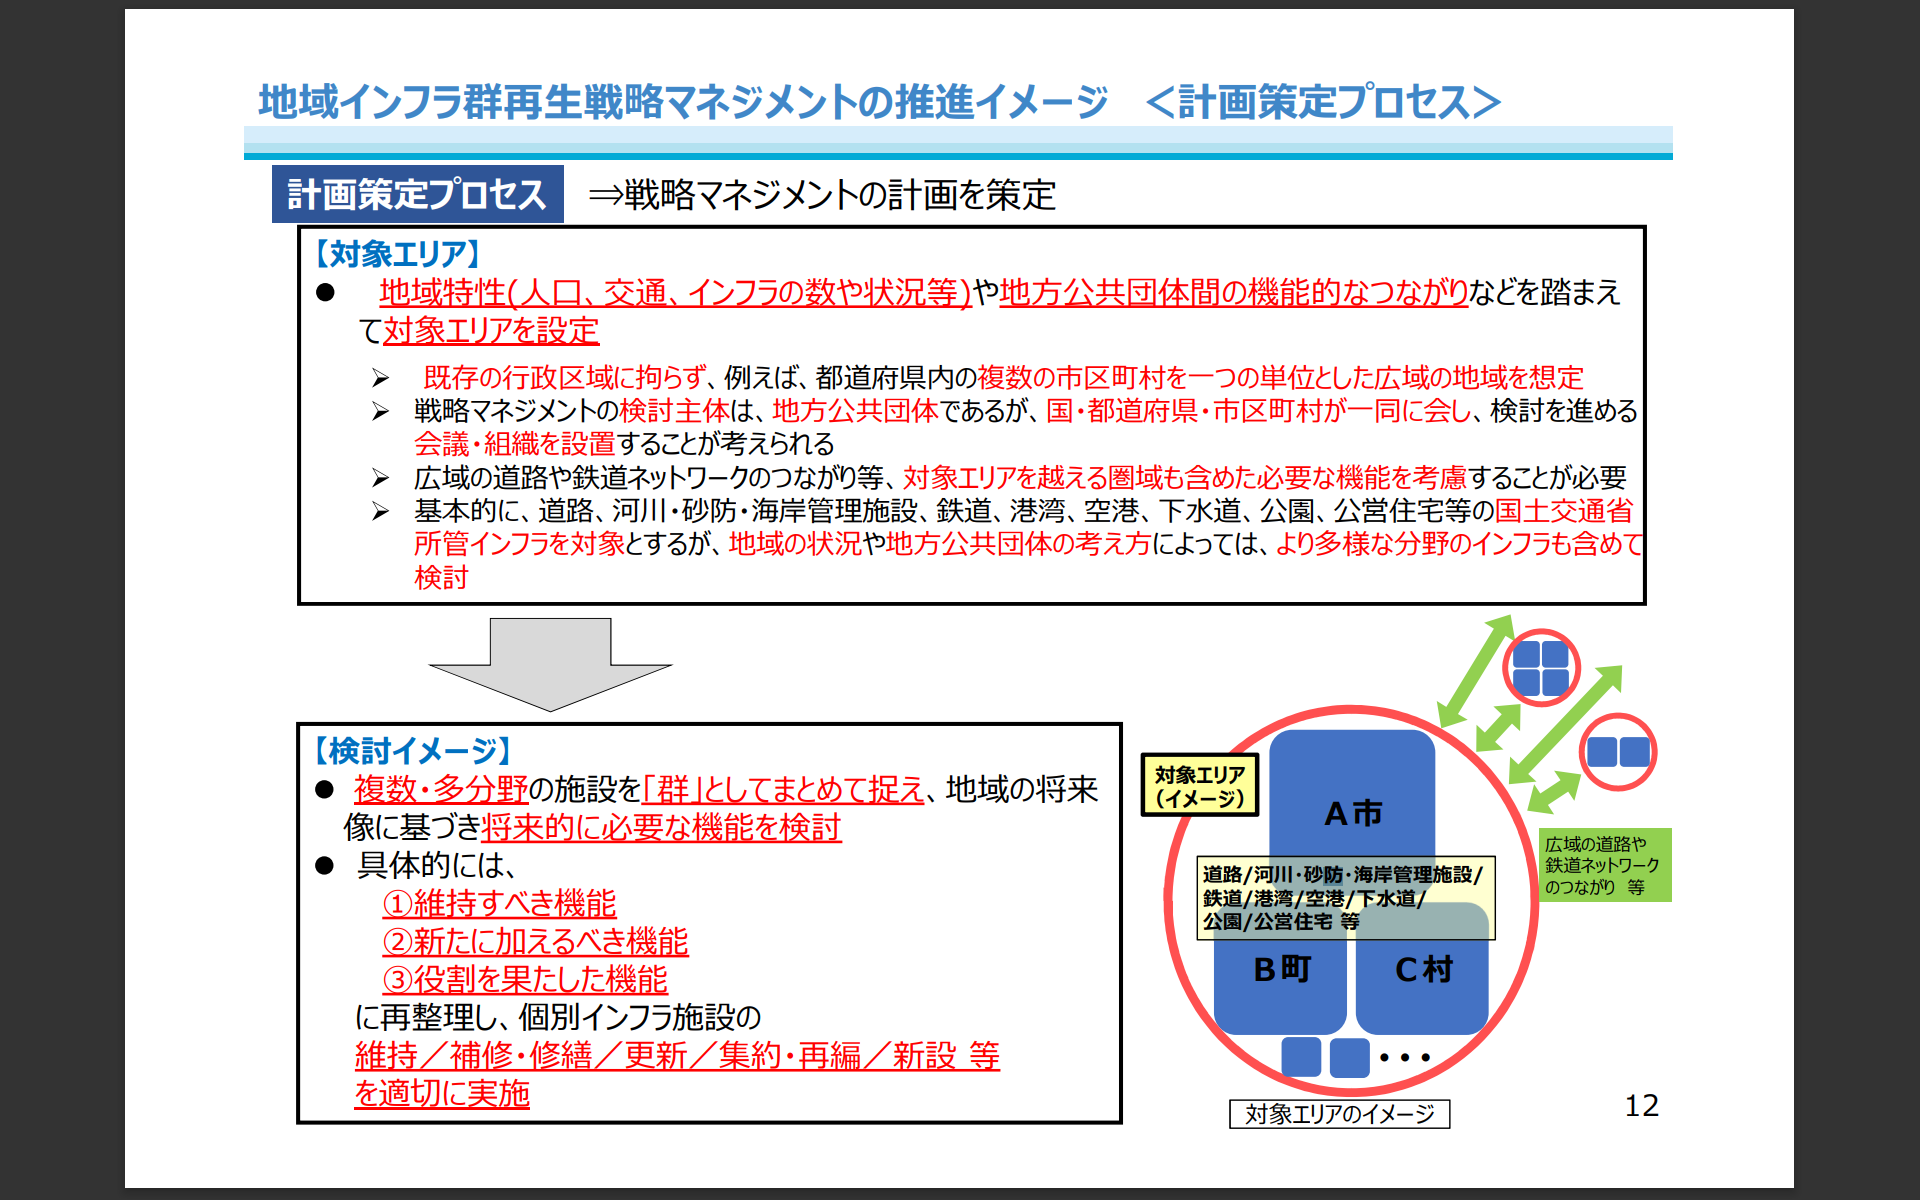 地域インフラ群再生戦略マネジメントの推進イメージ　＜計画策定プロセス＞
計画策定プロセス　⇒戦略マネジメントの計画を策定
【対象エリア】
● 地域特性(人口、交通、インフラの数や状況等)や地方公共団体間の機能的なつながりなどを踏まえ
て対象エリアを設定
➢ 既存の行政区域に拘らず、例えば、都道府県内の複数の市区町村を一つの単位とした広域の地域を想定
➢ 戦略マネジメントの検討主体は、地方公共団体であるが、国・都道府県・市区町村が一同に会し、検討を進める
会議・組織を設置することが考えられる
➢ 広域の道路や鉄道ネットワークのつながり等、対象エリアを越える圏域も含めた必要な機能を考慮することが必要
➢ 基本的に、道路、河川・砂防・海岸管理施設、鉄道、港湾、空港、下水道、公園、公営住宅等の国土交通省
所管インフラを対象とするが、地域の状況や地方公共団体の考え方によっては、より多様な分野のインフラも含めて
検討
【検討イメージ】
● 複数・多分野の施設を「群」としてまとめて捉え、地域の将来
像に基づき将来的に必要な機能を検討
● 具体的には、
①維持すべき機能
②新たに加えるべき機能
③役割を果たした機能
に再整理し、個別インフラ施設の
維持／補修・修繕／更新／集約・再編／新設 等
を適切に実施
対象エリア
（イメージ）
A市
道路/河川・砂防・海岸管理施設/
鉄道/港湾/空港/下水道/
公園/公営住宅 等
B町
C村
・・・
広域の道路や
鉄道ネットワーク
のつながり 等
対象エリアのイメージ
12